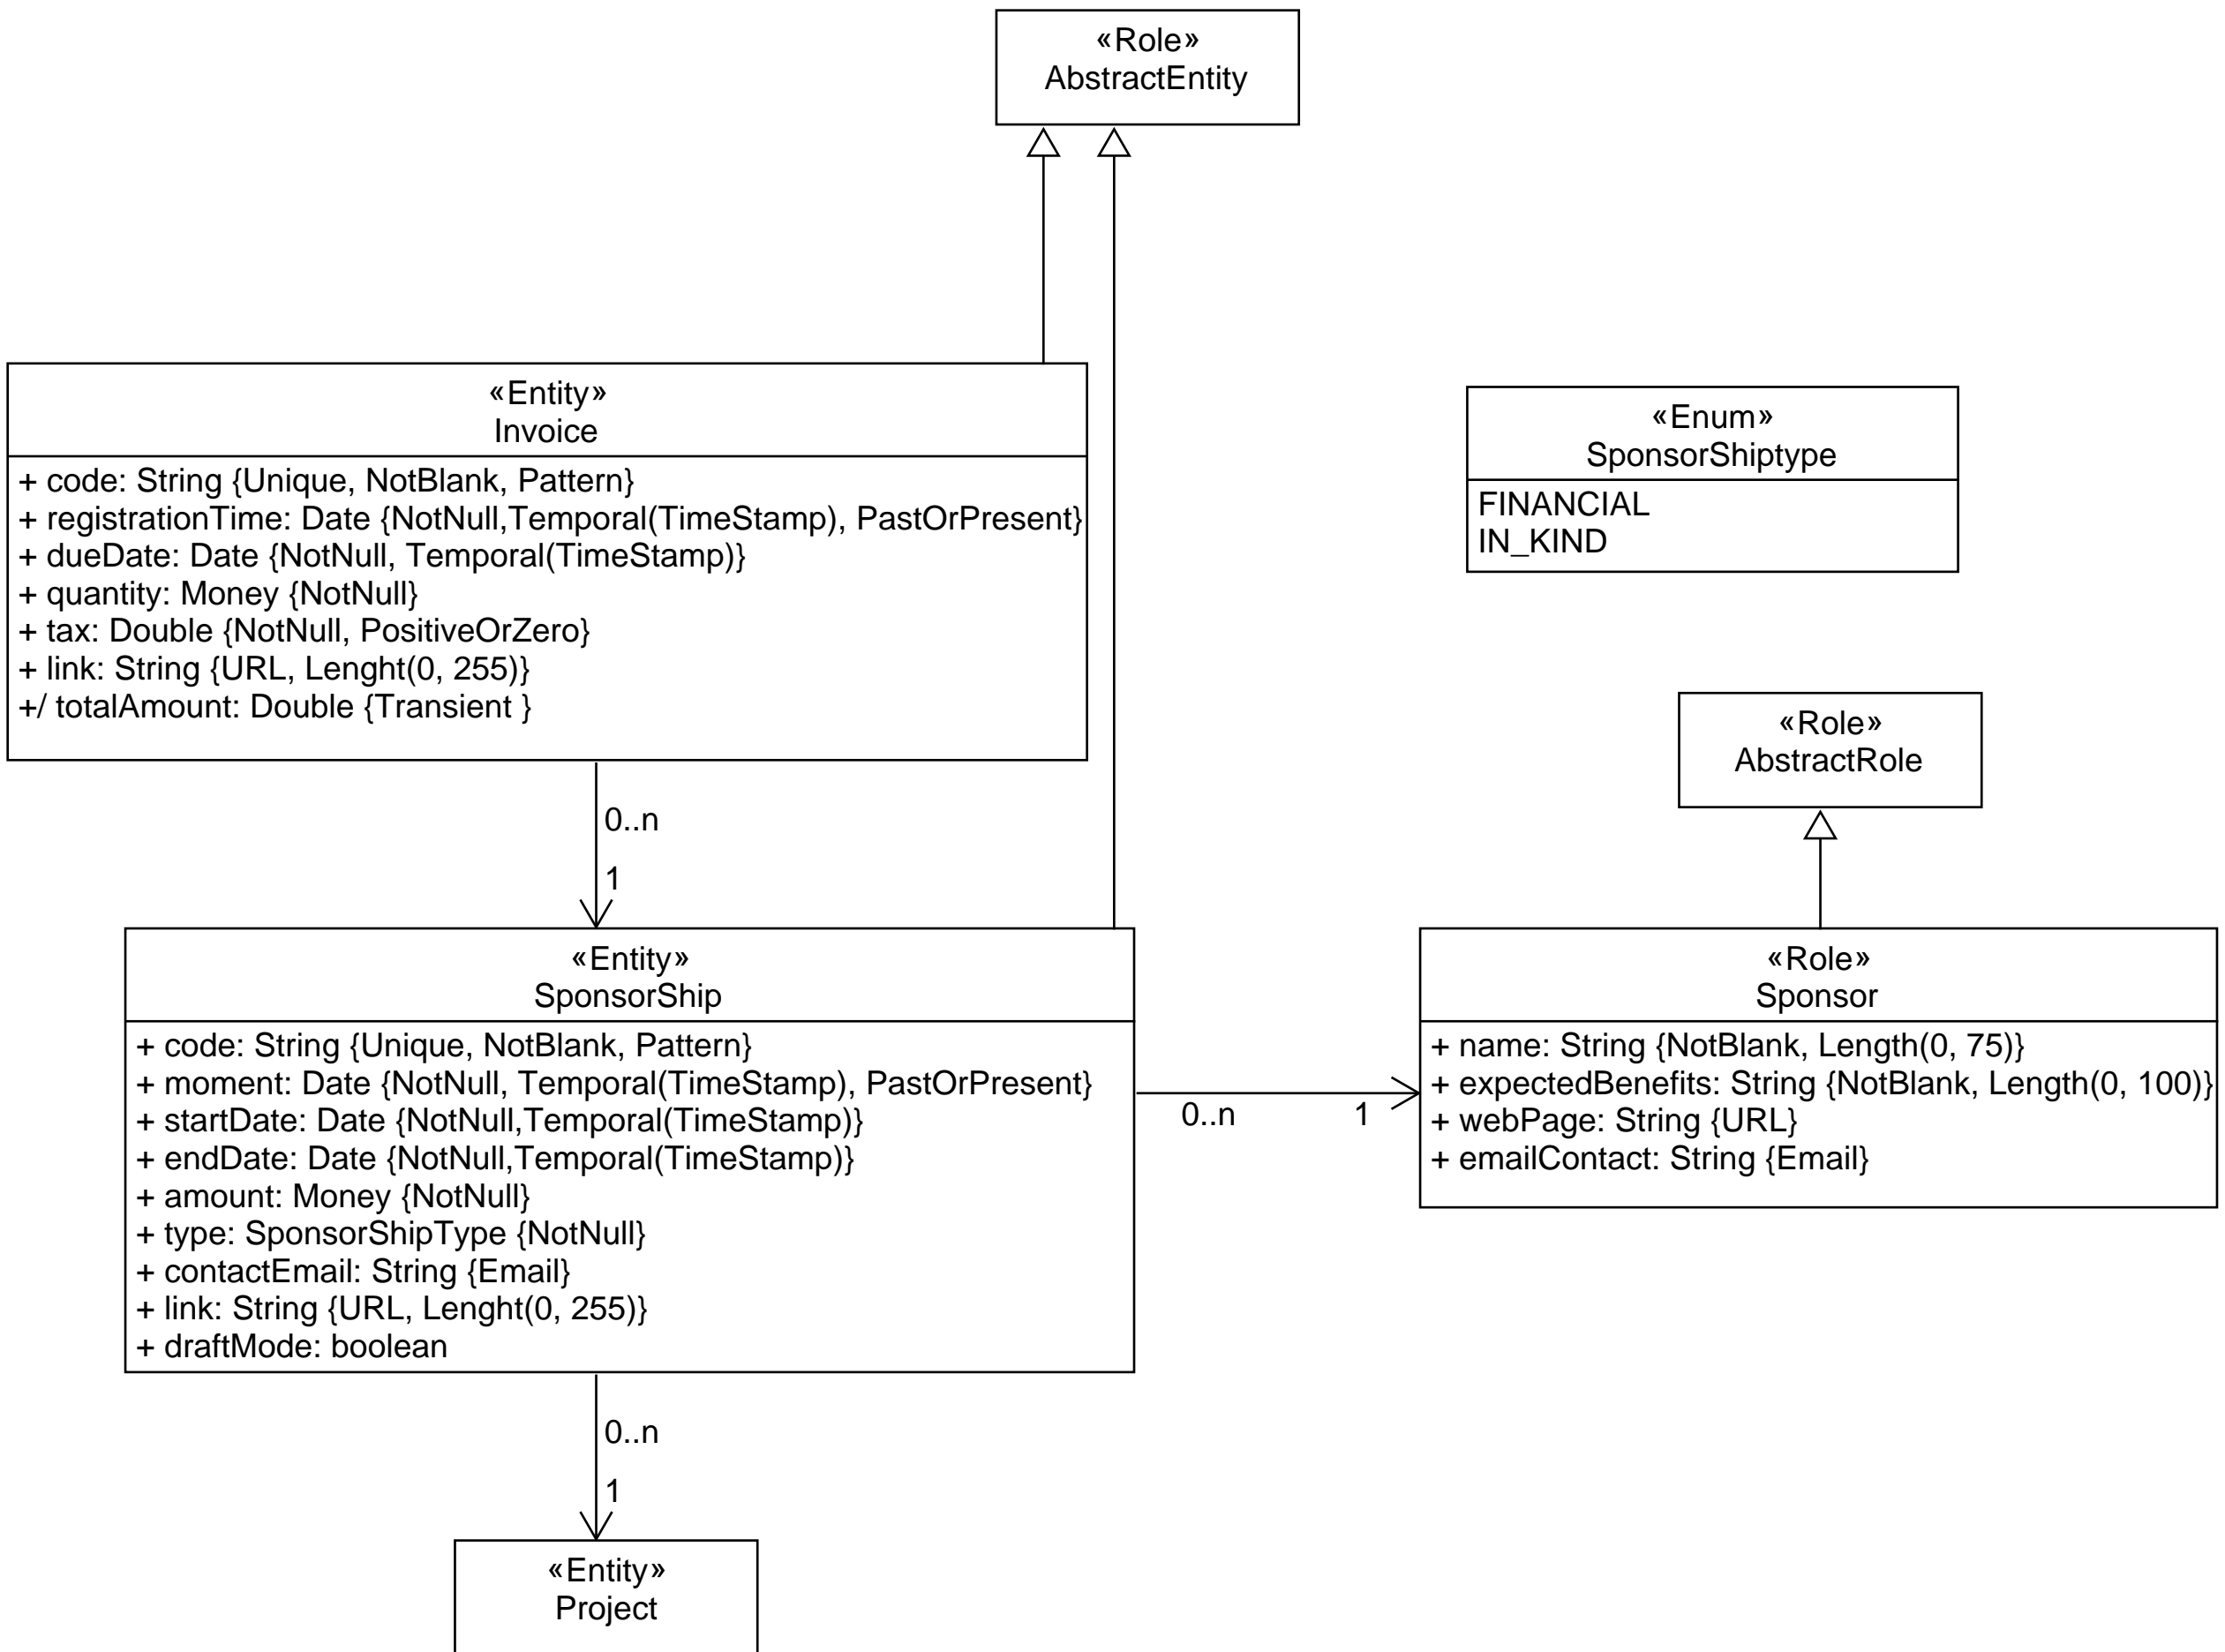 «Role»
AbstractEntity
«Entity»
Invoice
+ code: String {Unique, NotBlank, Pattern}
+ registrationTime: Date {NotNull,Temporal(TimeStamp), PastOrPresent}
+ dueDate: Date {NotNull, Temporal(TimeStamp)}
+ quantity: Money {NotNull}
+ tax: Double {NotNull, PositiveOrZero}
+ link: String {URL, Lenght(0, 255)}
+/ totalAmount: Double {Transient }
«Enum»
SponsorShiptype
FINANCIAL
IN_KIND
«Role»
AbstractRole
0..n
1
«Entity»
SponsorShip
+ code: String {Unique, NotBlank, Pattern}
+ moment: Date {NotNull, Temporal(TimeStamp), PastOrPresent}
+ startDate: Date {NotNull,Temporal(TimeStamp)}
+ endDate: Date {NotNull,Temporal(TimeStamp)}
+ amount: Money {NotNull}
+ type: SponsorShipType {NotNull}
+ contactEmail: String {Email}
+ link: String {URL, Lenght(0, 255)}
+ draftMode: boolean
0..n
1
«Role»
Sponsor
+ name: String {NotBlank, Length(0, 75)}
+ expectedBenefits: String {NotBlank, Length(0, 100)}
+ webPage: String {URL}
+ emailContact: String {Email}
0..n
1
«Entity»
Project